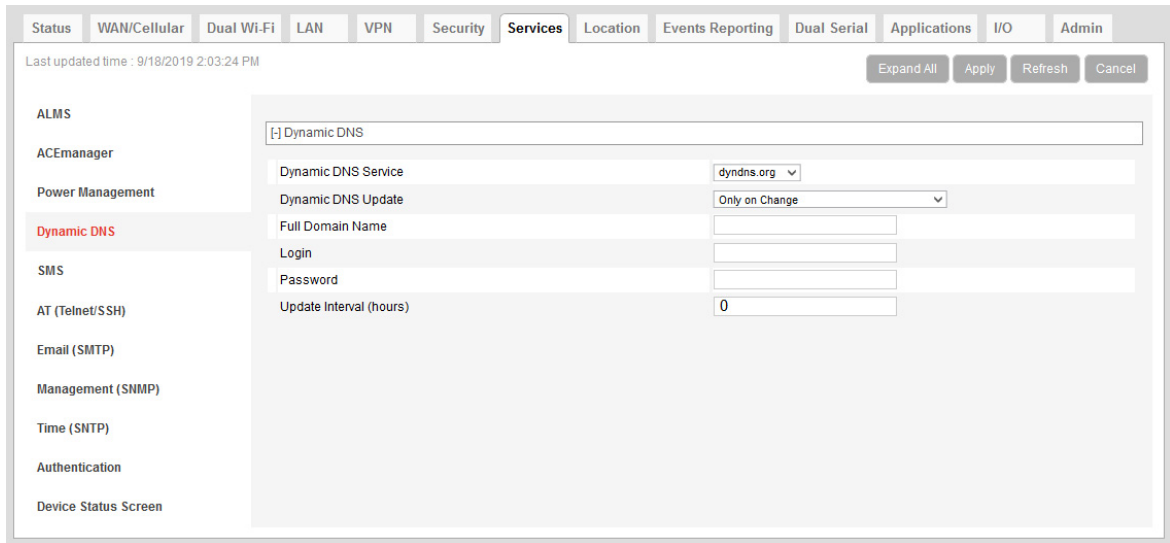 Status WAN/Cellular Dual Wi-Fi LAN VPN Security Services Location Events Reporting Dual Serial Applications I/O Admin
Last updated time : 9/18/2019 2:03:24 PM
Expand All Apply Refresh Cancel
ALMS
ACEmanager
Power Management
Dynamic DNS
SMS
AT (Telnet/SSH)
Email (SMTP)
Management (SNMP)
Time (SNTP)
Authentication
Device Status Screen
[-] Dynamic DNS
Dynamic DNS Service dyndns.org
Dynamic DNS Update Only on Change
Full Domain Name
Login
Password
Update Interval (hours) 0